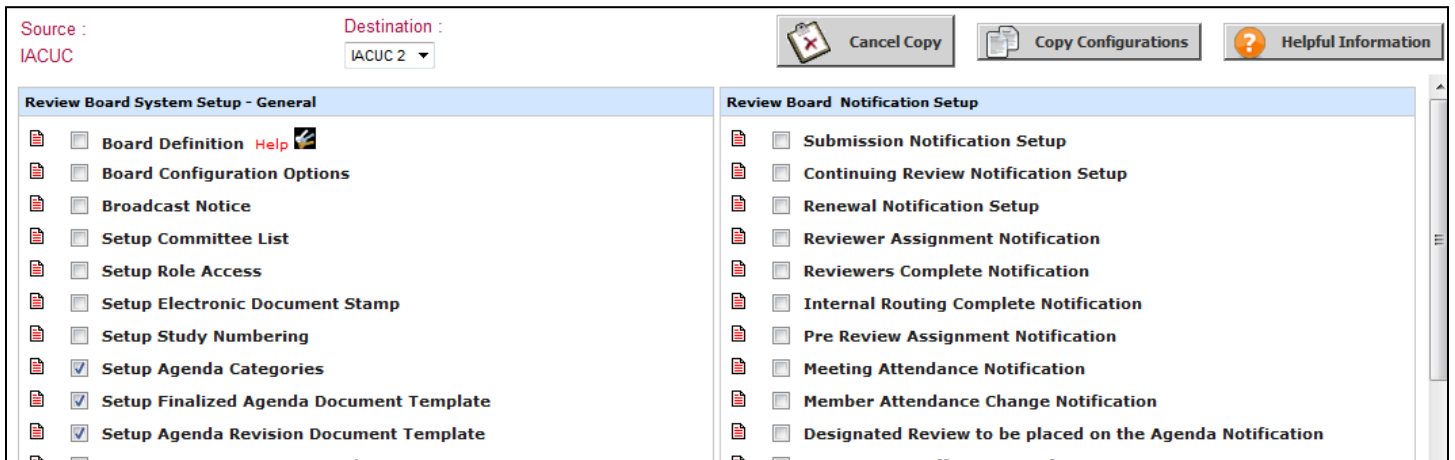 Source :
IACUC
Destination :
IACUC 2
Cancel Copy
Copy Configurations
Helpful Information
Review Board System Setup - General
Board Definition Help
Board Configuration Options
Broadcast Notice
Setup Committee List
Setup Role Access
Setup Electronic Document Stamp
Setup Study Numbering
Setup Agenda Categories
Setup Finalized Agenda Document Template
Setup Agenda Revision Document Template
Review Board Notification Setup
Submission Notification Setup
Continuing Review Notification Setup
Renewal Notification Setup
Reviewer Assignment Notification
Reviewers Complete Notification
Internal Routing Complete Notification
Pre Review Assignment Notification
Meeting Attendance Notification
Member Attendance Change Notification
Designated Review to be placed on the Agenda Notification